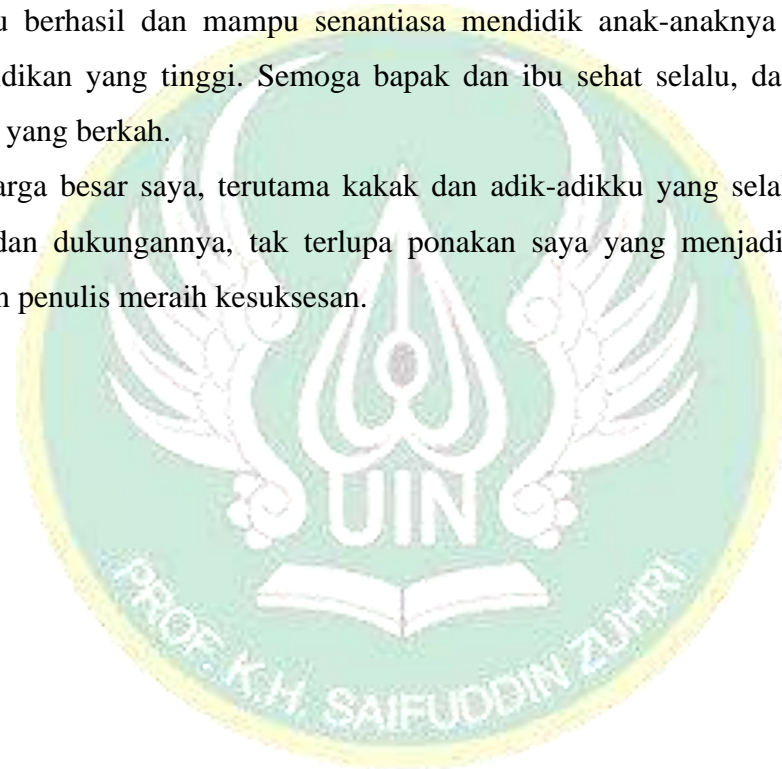 u berhasil dan mampu senantiasa mendidik anak-anaknya
dikan yang tinggi. Semoga bapak dan ibu sehat selalu, da
yang berkah.
arga besar saya, terutama kakak dan adik-adikku yang sela
dan dukungannya, tak terlupa ponakan saya yang menjadi
n penulis meraih kesuksesan.
UIN
PROF. K.H. SAIFUDDIN ZUHRI